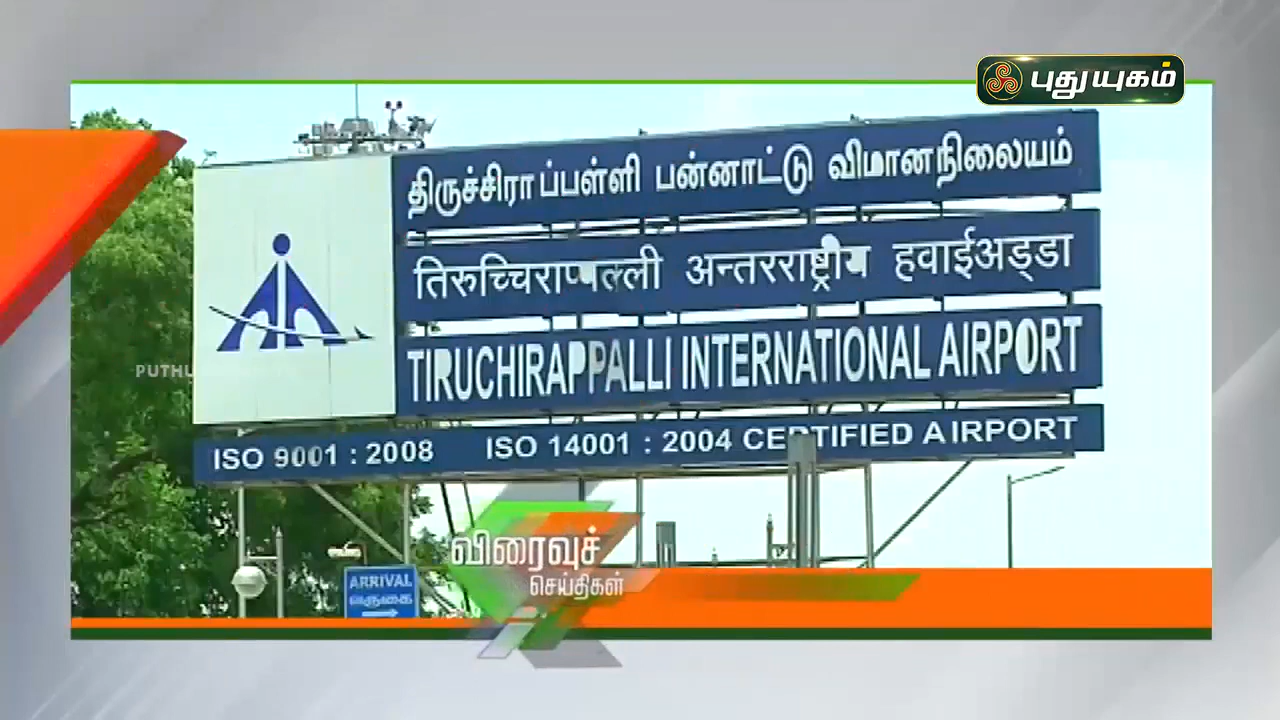 புதுயுகம்
திருச்சிராப்பள்ளி பன்னாட்டு விமானநிலையம்
तिरुच्चिराप्पल्ली अन्तरराष्ट्रीय हवाईअड्डा
TIRUCHIRAPPALLI INTERNATIONAL AIRPORT
ISO 9001 : 2008 ISO 14001 : 2004 CERTIFIED AIRPORT
விரைவுச்
செய்திகள்
ARRIVAL
வருகை